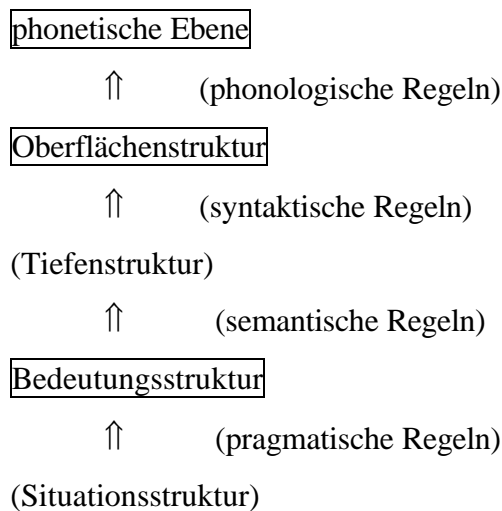 phonetische Ebene
⇑ (phonologische Regeln)
Oberflächenstruktur
⇑ (syntaktische Regeln)
(Tiefenstruktur)
⇑ (semantische Regeln)
Bedeutungsstruktur
⇑ (pragmatische Regeln)
(Situationsstruktur)